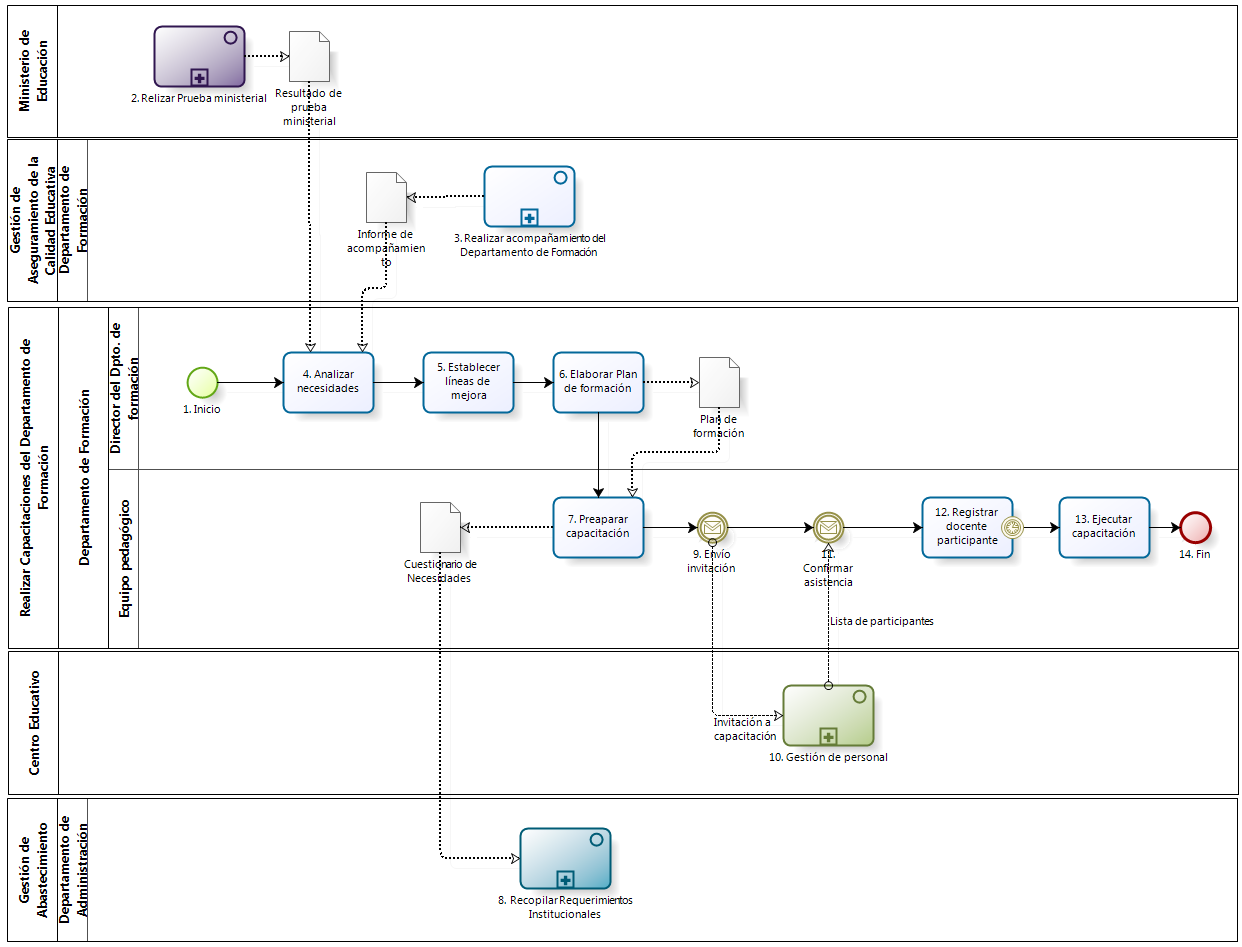 Ministerio de
Educación
2. Relizar Prueba ministerial
Resultado de
prueba
ministerial
Gestión de
Aseguramiento de la
Calidad Educativa
Departamento de
Formación
Informe de
acompañamien
to
3. Realizar acompañamiento del
Departamento de Formación
Realizar Capacitaciones del Departamento de
Formación
Departamento de Formación
Director del Dpto. de
formación
1. Inicio
4. Analizar
necesidades
5. Establecer
líneas de
mejora
6. Elaborar Plan
de formación
Plan de
formación
Equipo pedagógico
Cuestionario de
Necesidades
7. Preaparar
capacitación
9. Envío
invitación
11.
Confirmar
asistencia
12. Registrar
docente
participante
13. Ejecutar
capacitación
14. Fin
Lista de participantes
Centro Educativo
Invitación a
capacitación
10. Gestión de personal
Gestión de
Abastecimiento
Departamento de
Administración
8. Recopilar Requerimientos
Institucionales